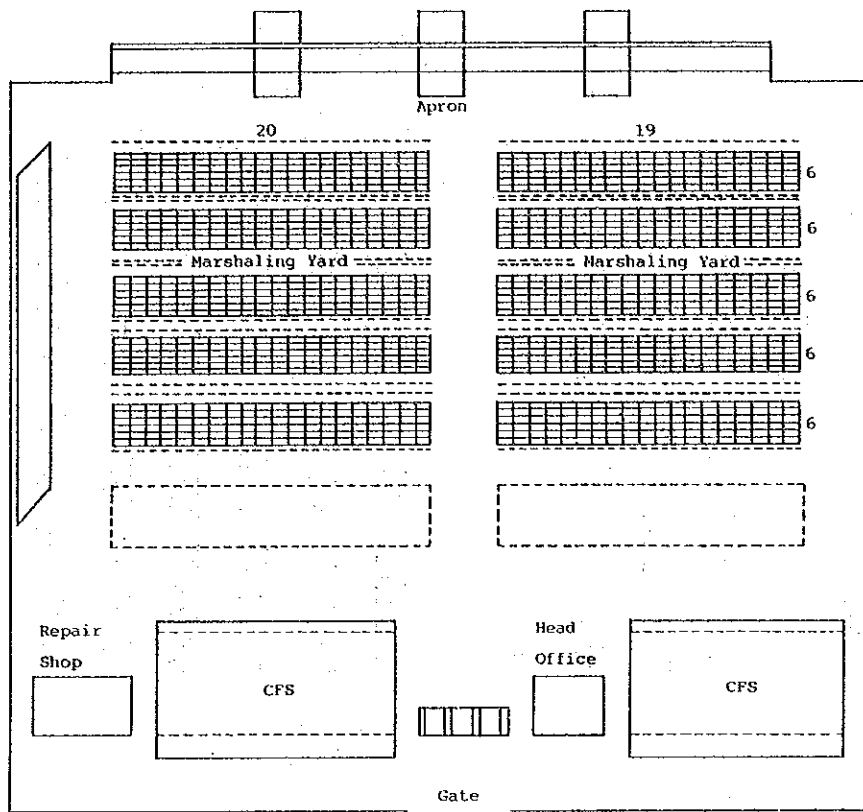 Apron
20 19
6
6
Marshaling Yard Marshaling Yard
6
6
6
Repair
Shop
CFS
Head
Office
CFS
Gate